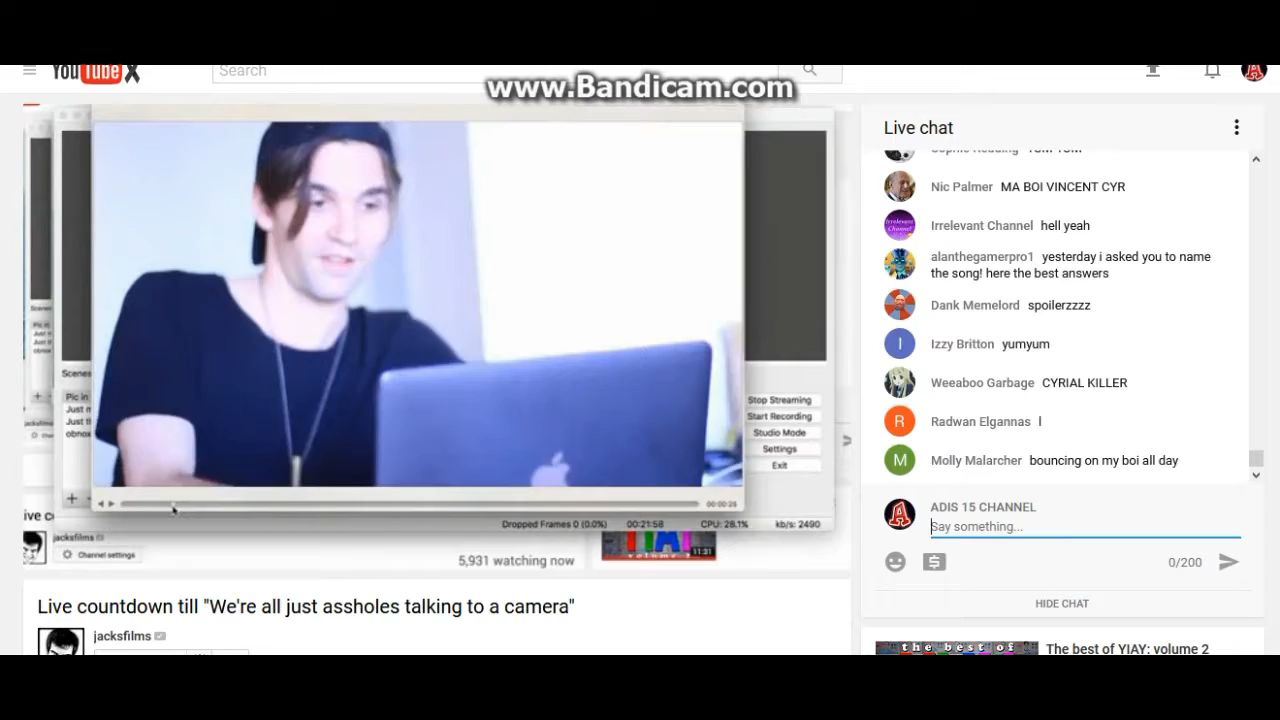 YouTube X
Search
www.Bandicam.com
Live chat
Nic Palmer MA BOI VINCENT CYR
Irrelevant Channel hell yeah
alanthegamerpro1 yesterday i asked you to name
the song! here the best answers
Dank Memelord spoilerzzzz
Izzy Britton yumyum
Weeaboo Garbage CYRIAL KILLER
Radwan Elgannas I
Molly Malarcher bouncing on my boi all day
ADIS 15 CHANNEL
Say something...
0/200
HIDE CHAT
Scenes
Pic in
Just
Just
obnox
Stop Streaming
Start Recording
Studio Mode
Settings
Exit
00:00:26
Dropped Frames 0 (0.0%) 00:21:58 CPU: 28.1% kb/s: 2490
jacksfilms
Channel settings
5,931 watching now
11:31
Live countdown till "We're all just assholes talking to a camera"
jacksfilms
the best of
The best of YIAY: volume 2